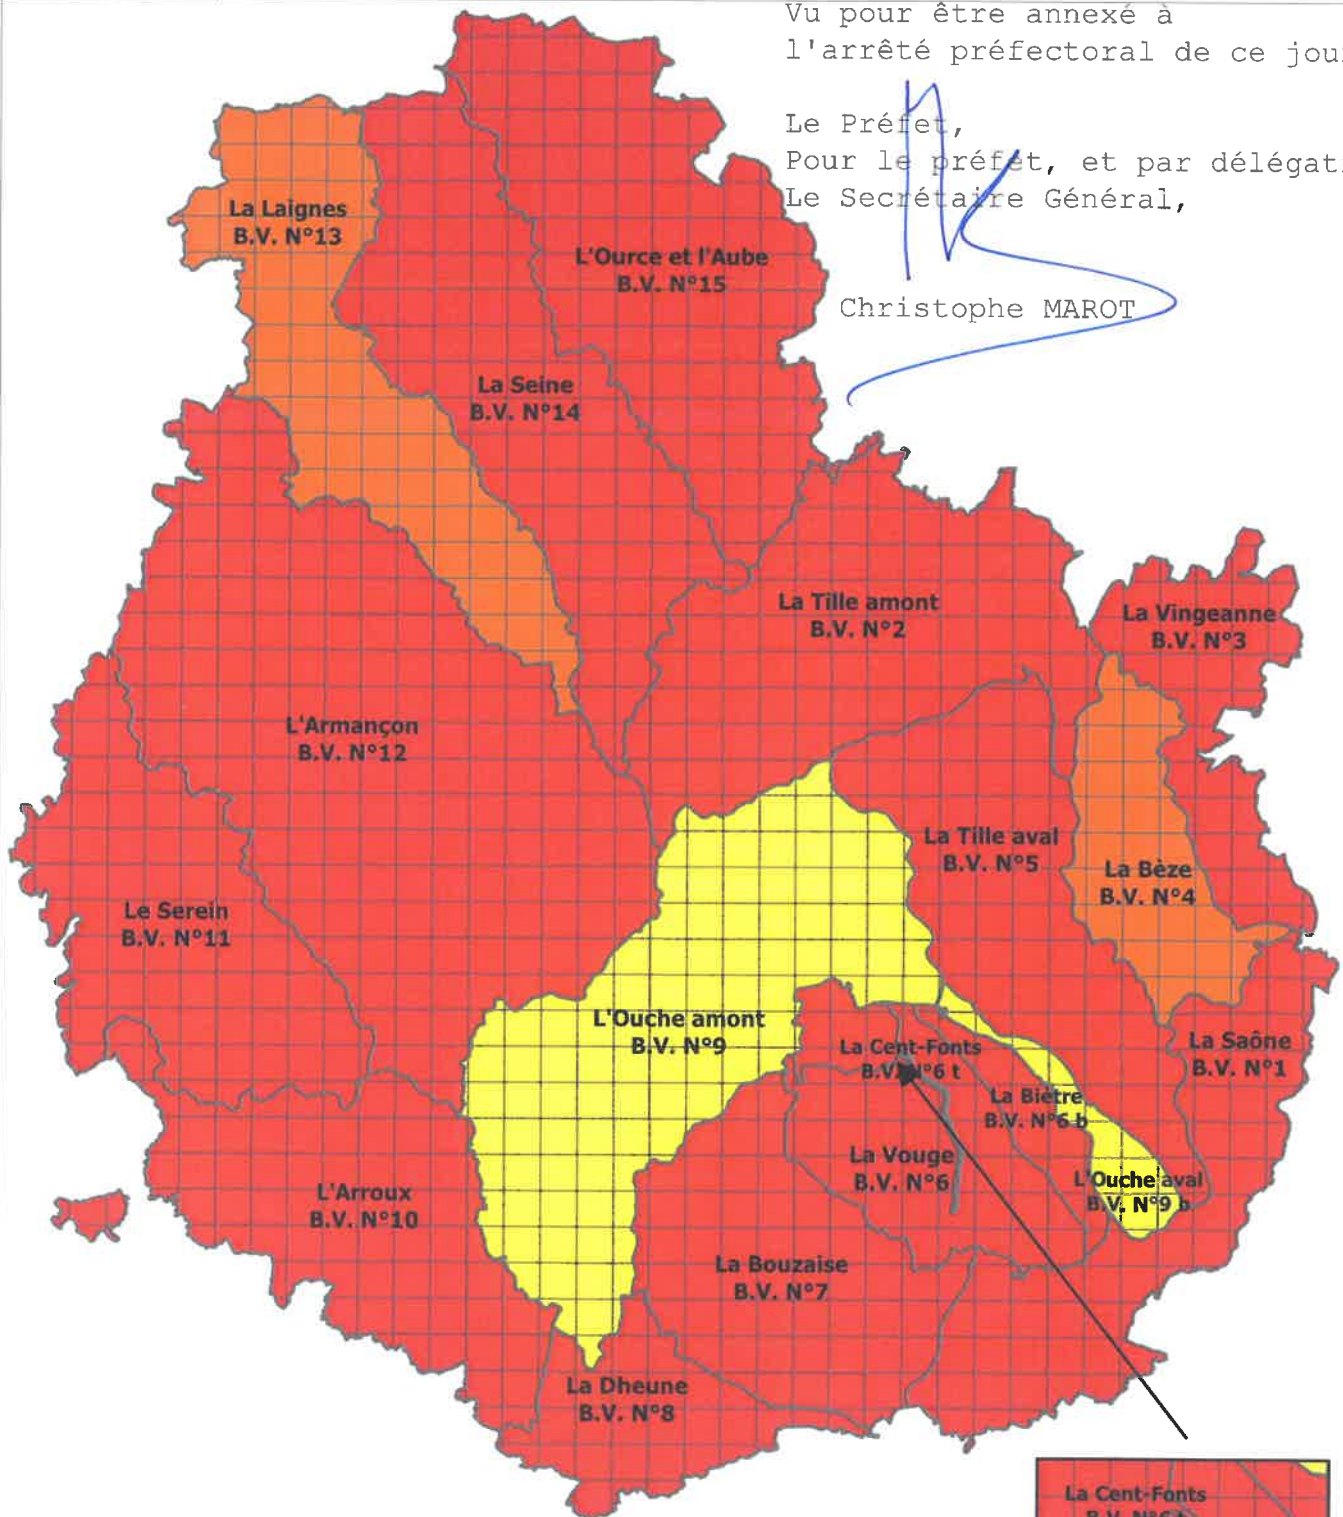 Vu pour être annexé à
l'arrêté préfectoral de ce jour
Le Préfet,
Pour le préfet, et par délégati
Le Secrétaire Général,
Christophe MAROT
La Laignes
B.V. N°13
L'Ource et l'Aube
B.V. N°15
La Seine
B.V. N°14
La Tille amont
B.V. N°2
La Vingeanne
B.V. N°3
L'Armançon
B.V. N°12
La Tille aval
B.V. N°5
La Bèze
B.V. N°4
Le Serein
B.V. N°11
L'Ouche amont
B.V. N°9
La Cent-Fonts
B.V. N°6 t
La Saône
B.V. N°1
La Biètre
B.V. N°6 b
La Vouge
B.V. N°6
L'Ouche aval
B.V. N°9 b
L'Arroux
B.V. N°10
La Bouzaise
B.V. N°7
La Dheune
B.V. N°8
La Cent-Fonts